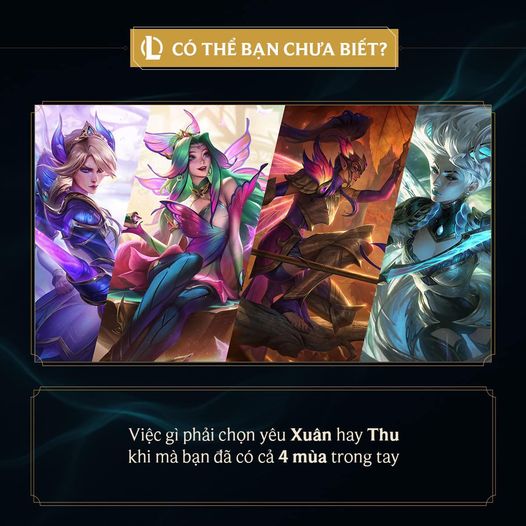 CÓ THỂ BẠN CHƯA BIẾT?
Việc gì phải chọn yêu Xuân hay Thu
khi mà bạn đã có cả 4 mùa trong tay